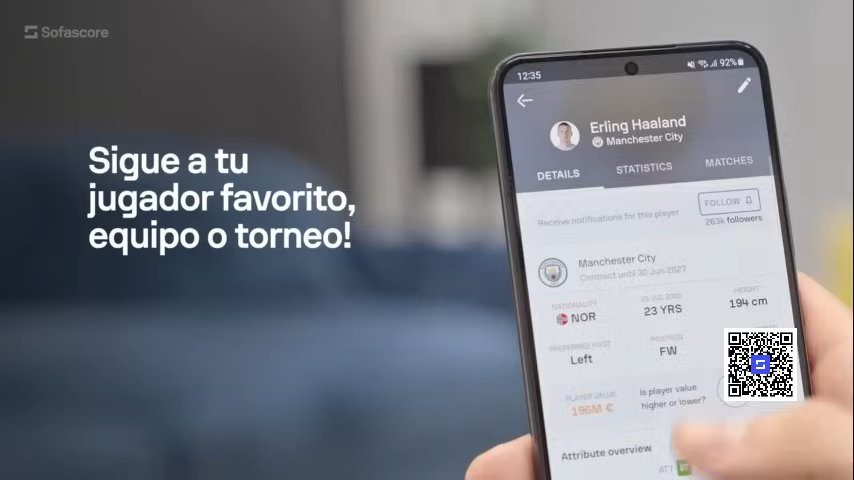 Sofascore
Sigue a tu
jugador favorito,
equipo o torneo!
12:35
92%
Erling Haaland
Manchester City
DETAILS
STATISTICS
MATCHES
Receive notifications for this player
FOLLOW
263k followers
Manchester City
Contract until 30 Jun 2027
NATIONALITY
NOR
23 YRS
HEIGHT
194 cm
PREFERRED FOOT
Left
POSITION
FW
PLAYER VALUE
196M €
Is player value
higher or lower?
Attribute overview
ATT